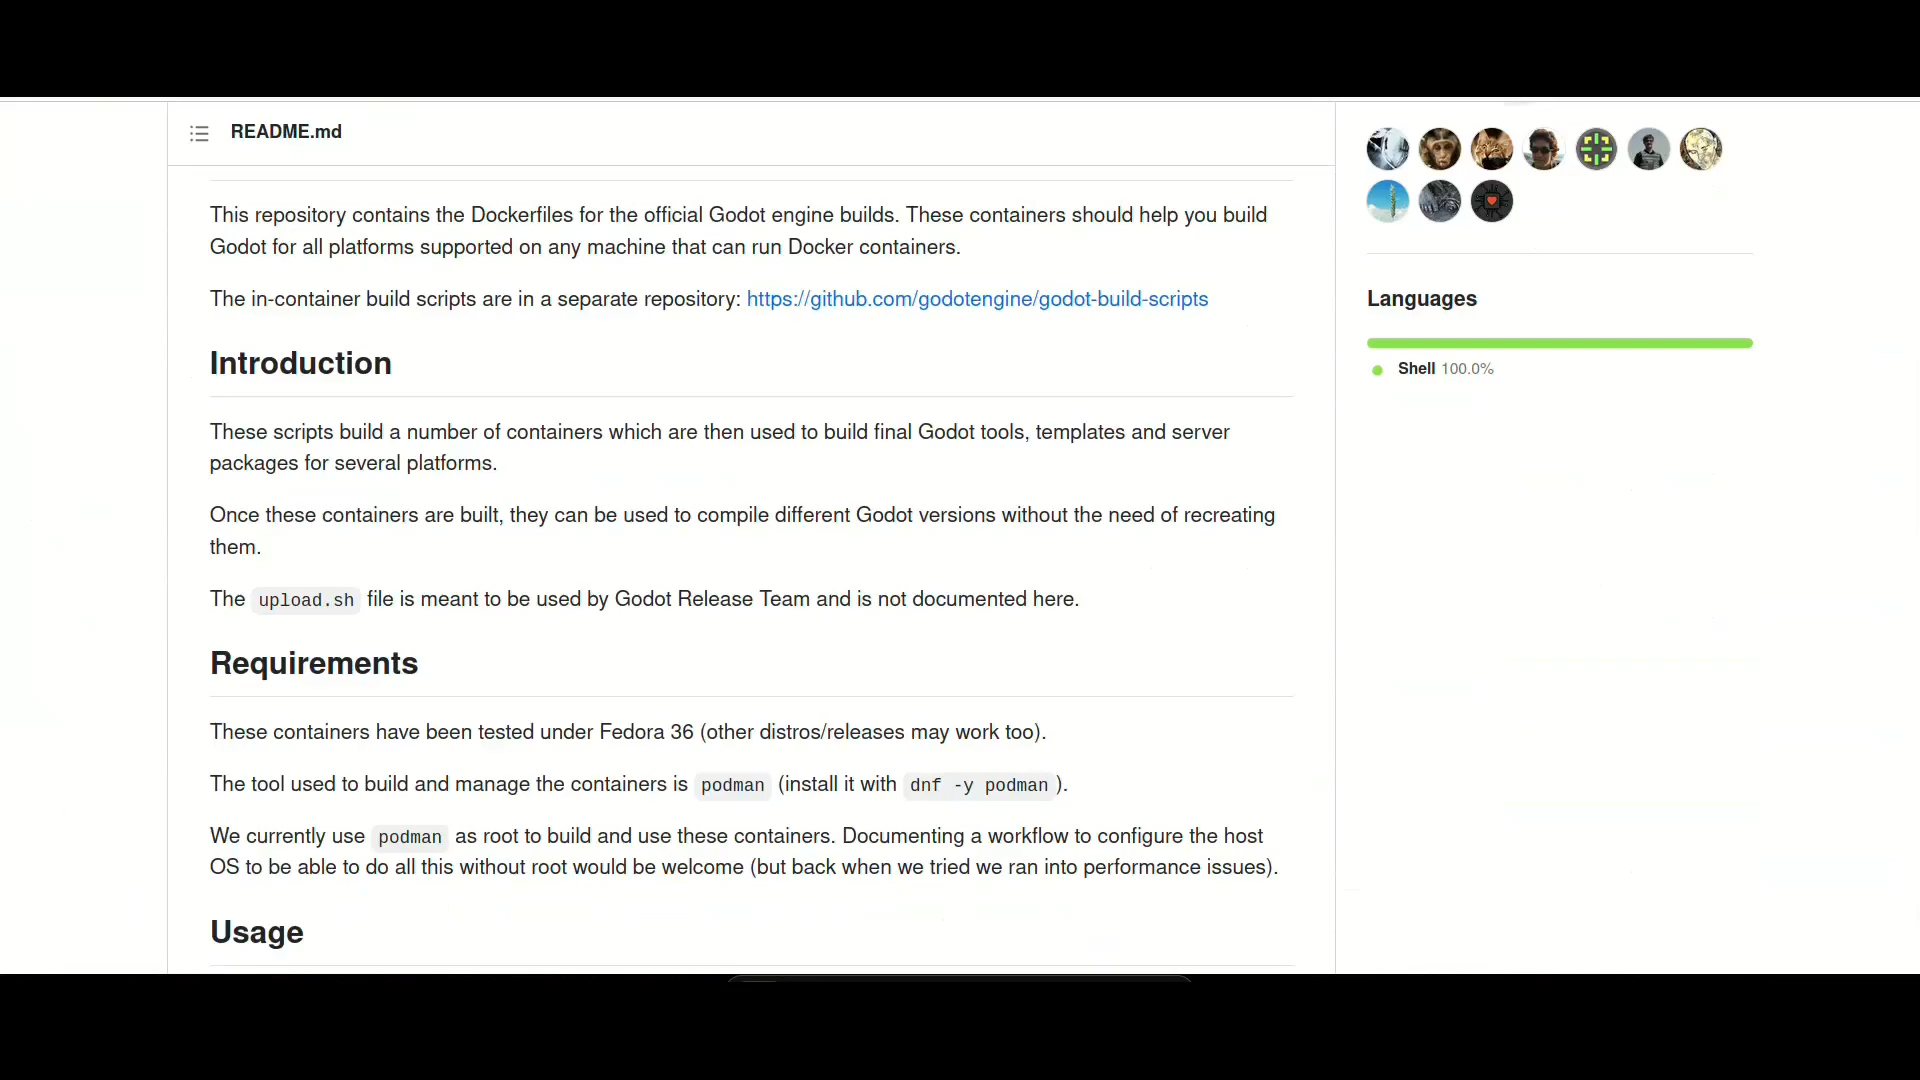 README.md
This repository contains the Dockerfiles for the official Godot engine builds. These containers should help you build
Godot for all platforms supported on any machine that can run Docker containers.
The in-container build scripts are in a separate repository: https://github.com/godotengine/godot-build-scripts
Introduction
These scripts build a number of containers which are then used to build final Godot tools, templates and server
packages for several platforms.
Once these containers are built, they can be used to compile different Godot versions without the need of recreating
them.
The upload.sh file is meant to be used by Godot Release Team and is not documented here.
Requirements
These containers have been tested under Fedora 36 (other distros/releases may work too).
The tool used to build and manage the containers is podman (install it with dnf -y podman).
We currently use podman as root to build and use these containers. Documenting a workflow to configure the host
OS to be able to do all this without root would be welcome (but back when we tried we ran into performance issues).
Usage
Languages
Shell 100.0%